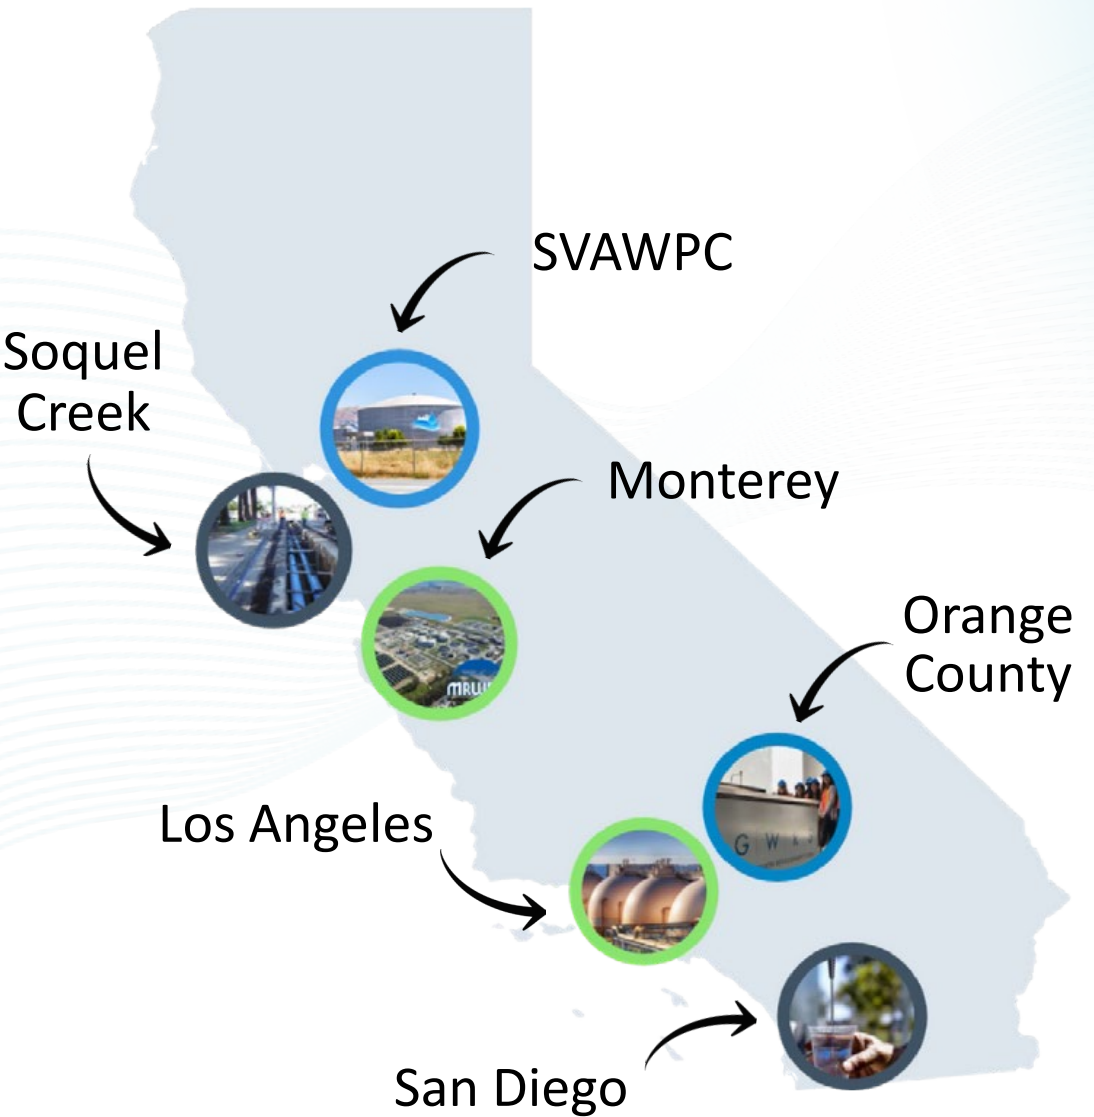 SVAWPC
Soquel
Creek
Monterey
Orange
County
Los Angeles
San Diego
G W R S